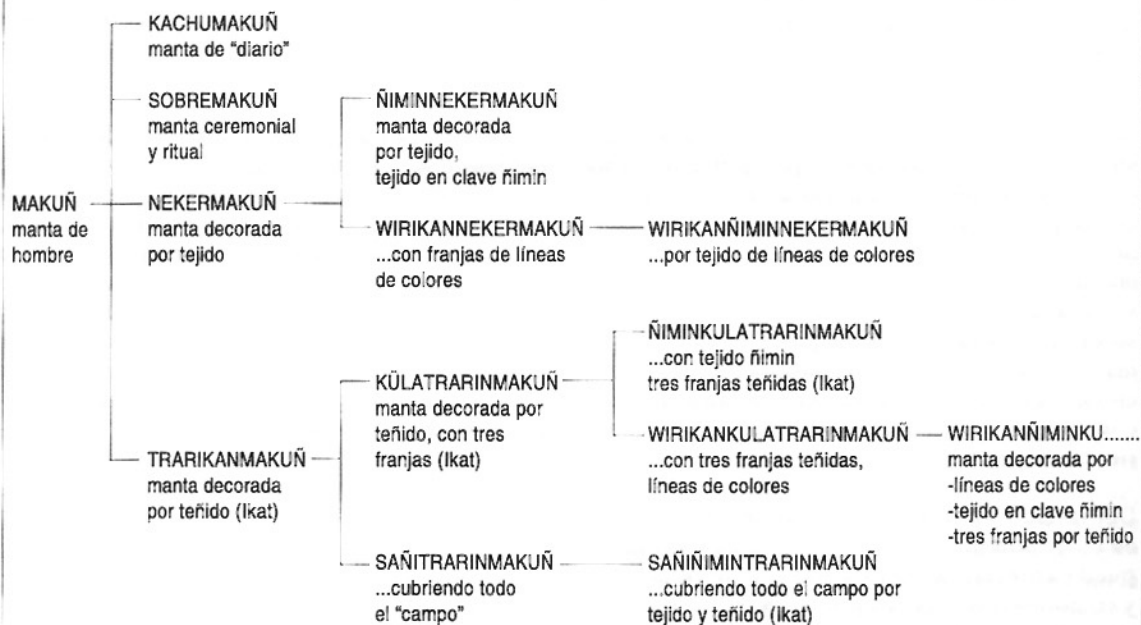 KACHUMAKUÑ
manta de "diario"
SOBREMAKUÑ
manta ceremonial
y ritual
ÑIMINNEKERMAKUÑ
manta decorada
por tejido,
tejido en clave ñimin
MAKUÑ
manta de
hombre
NEKERMAKUÑ
manta decorada
por tejido
WIRIKANNEKERMAKUÑ
...con franjas de líneas
de colores
WIRIKANÑIMINNEKERMAKUÑ
...por tejido de líneas de colores
TRARIKANMAKUÑ
manta decorada
por teñido (Ikat)
KÜLATRARINMAKUÑ
manta decorada por
teñido, con tres
franjas (Ikat)
ÑIMINKULATRARINMAKUÑ
...con tejido ñimin
tres franjas teñidas (Ikat)
WIRIKANKULATRARINMAKUÑ
...con tres franjas teñidas,
líneas de colores
WIRIKANÑIMINKU.......
manta decorada por
-líneas de colores
-tejido en clave ñimin
-tres franjas por teñido
SAÑITRARINMAKUÑ
...cubriendo todo
el "campo"
SAÑIÑIMINTRARINMAKUÑ
...cubriendo todo el campo por
tejido y teñido (Ikat)